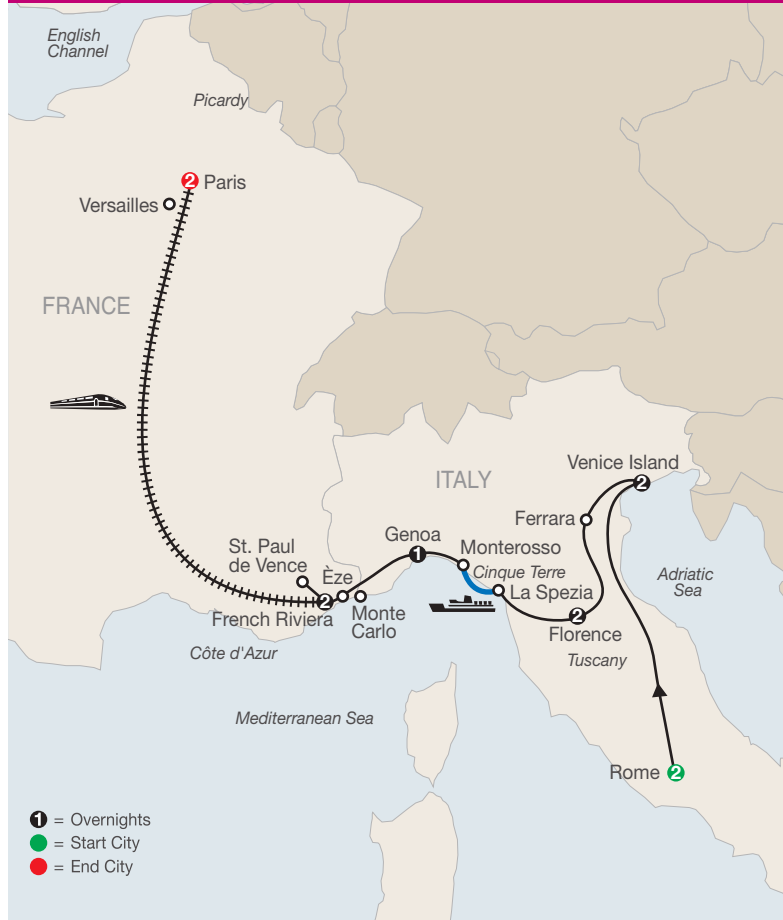 English
Channel
Picardy
2 Paris
Versailles
FRANCE
Venice Island
2
ITALY
Ferrara
Genoa
1
Monterosso
St. Paul
de Vence
Èze
Cinque Terre
La Spezia
Adriatic
Sea
2
French Riviera
Monte
Carlo
2
Florence
Côte d'Azur
Tuscany
Mediterranean Sea
Rome 2
1 = Overnights
= Start City
= End City